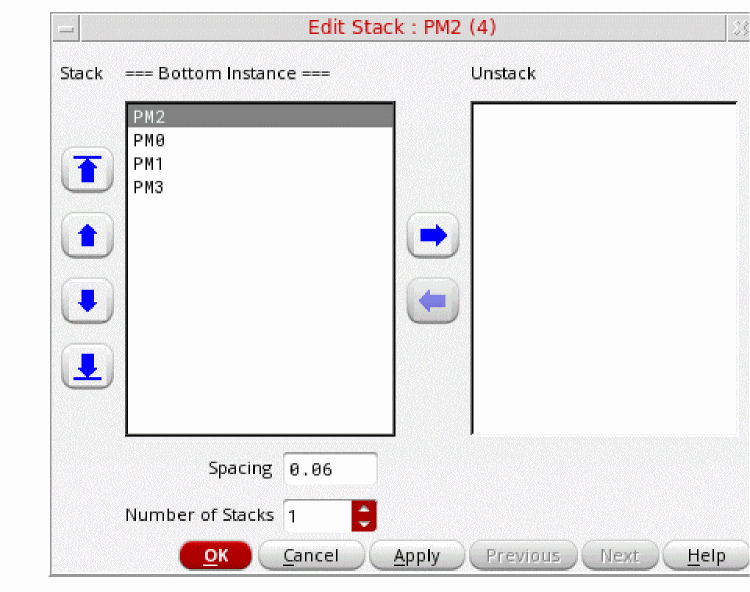 Edit Stack : PM2 (4)
Stack === Bottom Instance === Unstack
PM2
PM0
PM1
PM3
Spacing 0.06
Number of Stacks 1
OK Cancel Apply Previous Next Help